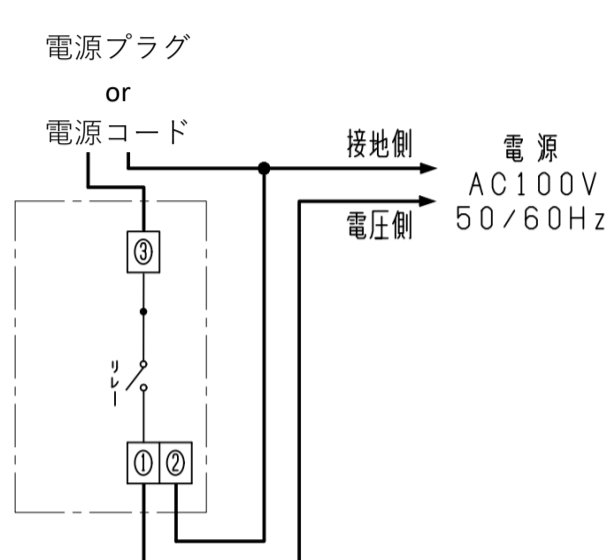 電源プラグ
or
電源コード
接地側
電源
AC100V
50/60Hz
電圧側
③
リレー
① ②